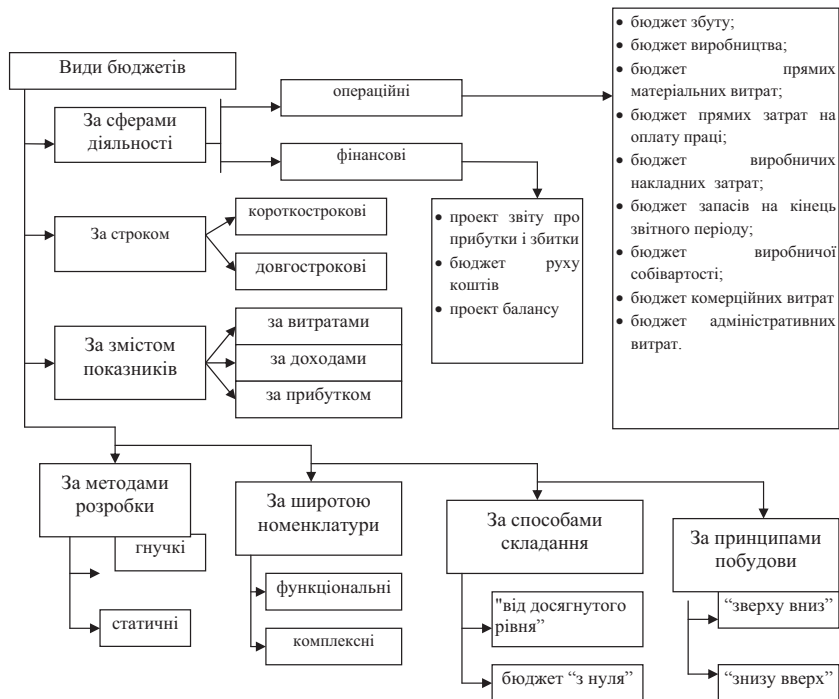 Види бюджетів
За сферами
діяльності
операційні
фінансові
• бюджет збуту;
• бюджет виробництва;
• бюджет прямих
матеріальних витрат;
• бюджет прямих затрат на
оплату праці;
• бюджет виробничих
накладних затрат;
• бюджет запасів на кінець
звітного періоду;
• бюджет виробничої
собівартості;
• бюджет комерційних витрат
• бюджет адміністративних
витрат.
• проект звіту про
прибутки і збитки
• бюджет руху
коштів
• проект балансу
За строком
короткострокові
довгострокові
За змістом
показників
за витратами
за доходами
за прибутком
За методами
розробки
гнучкі
статичні
За широтою
номенклатури
функціональні
комплексні
За способами
складання
"від досягнутого
рівня”
бюджет “з нуля”
За принципами
побудови
“зверху вниз”
“знизу вверх”